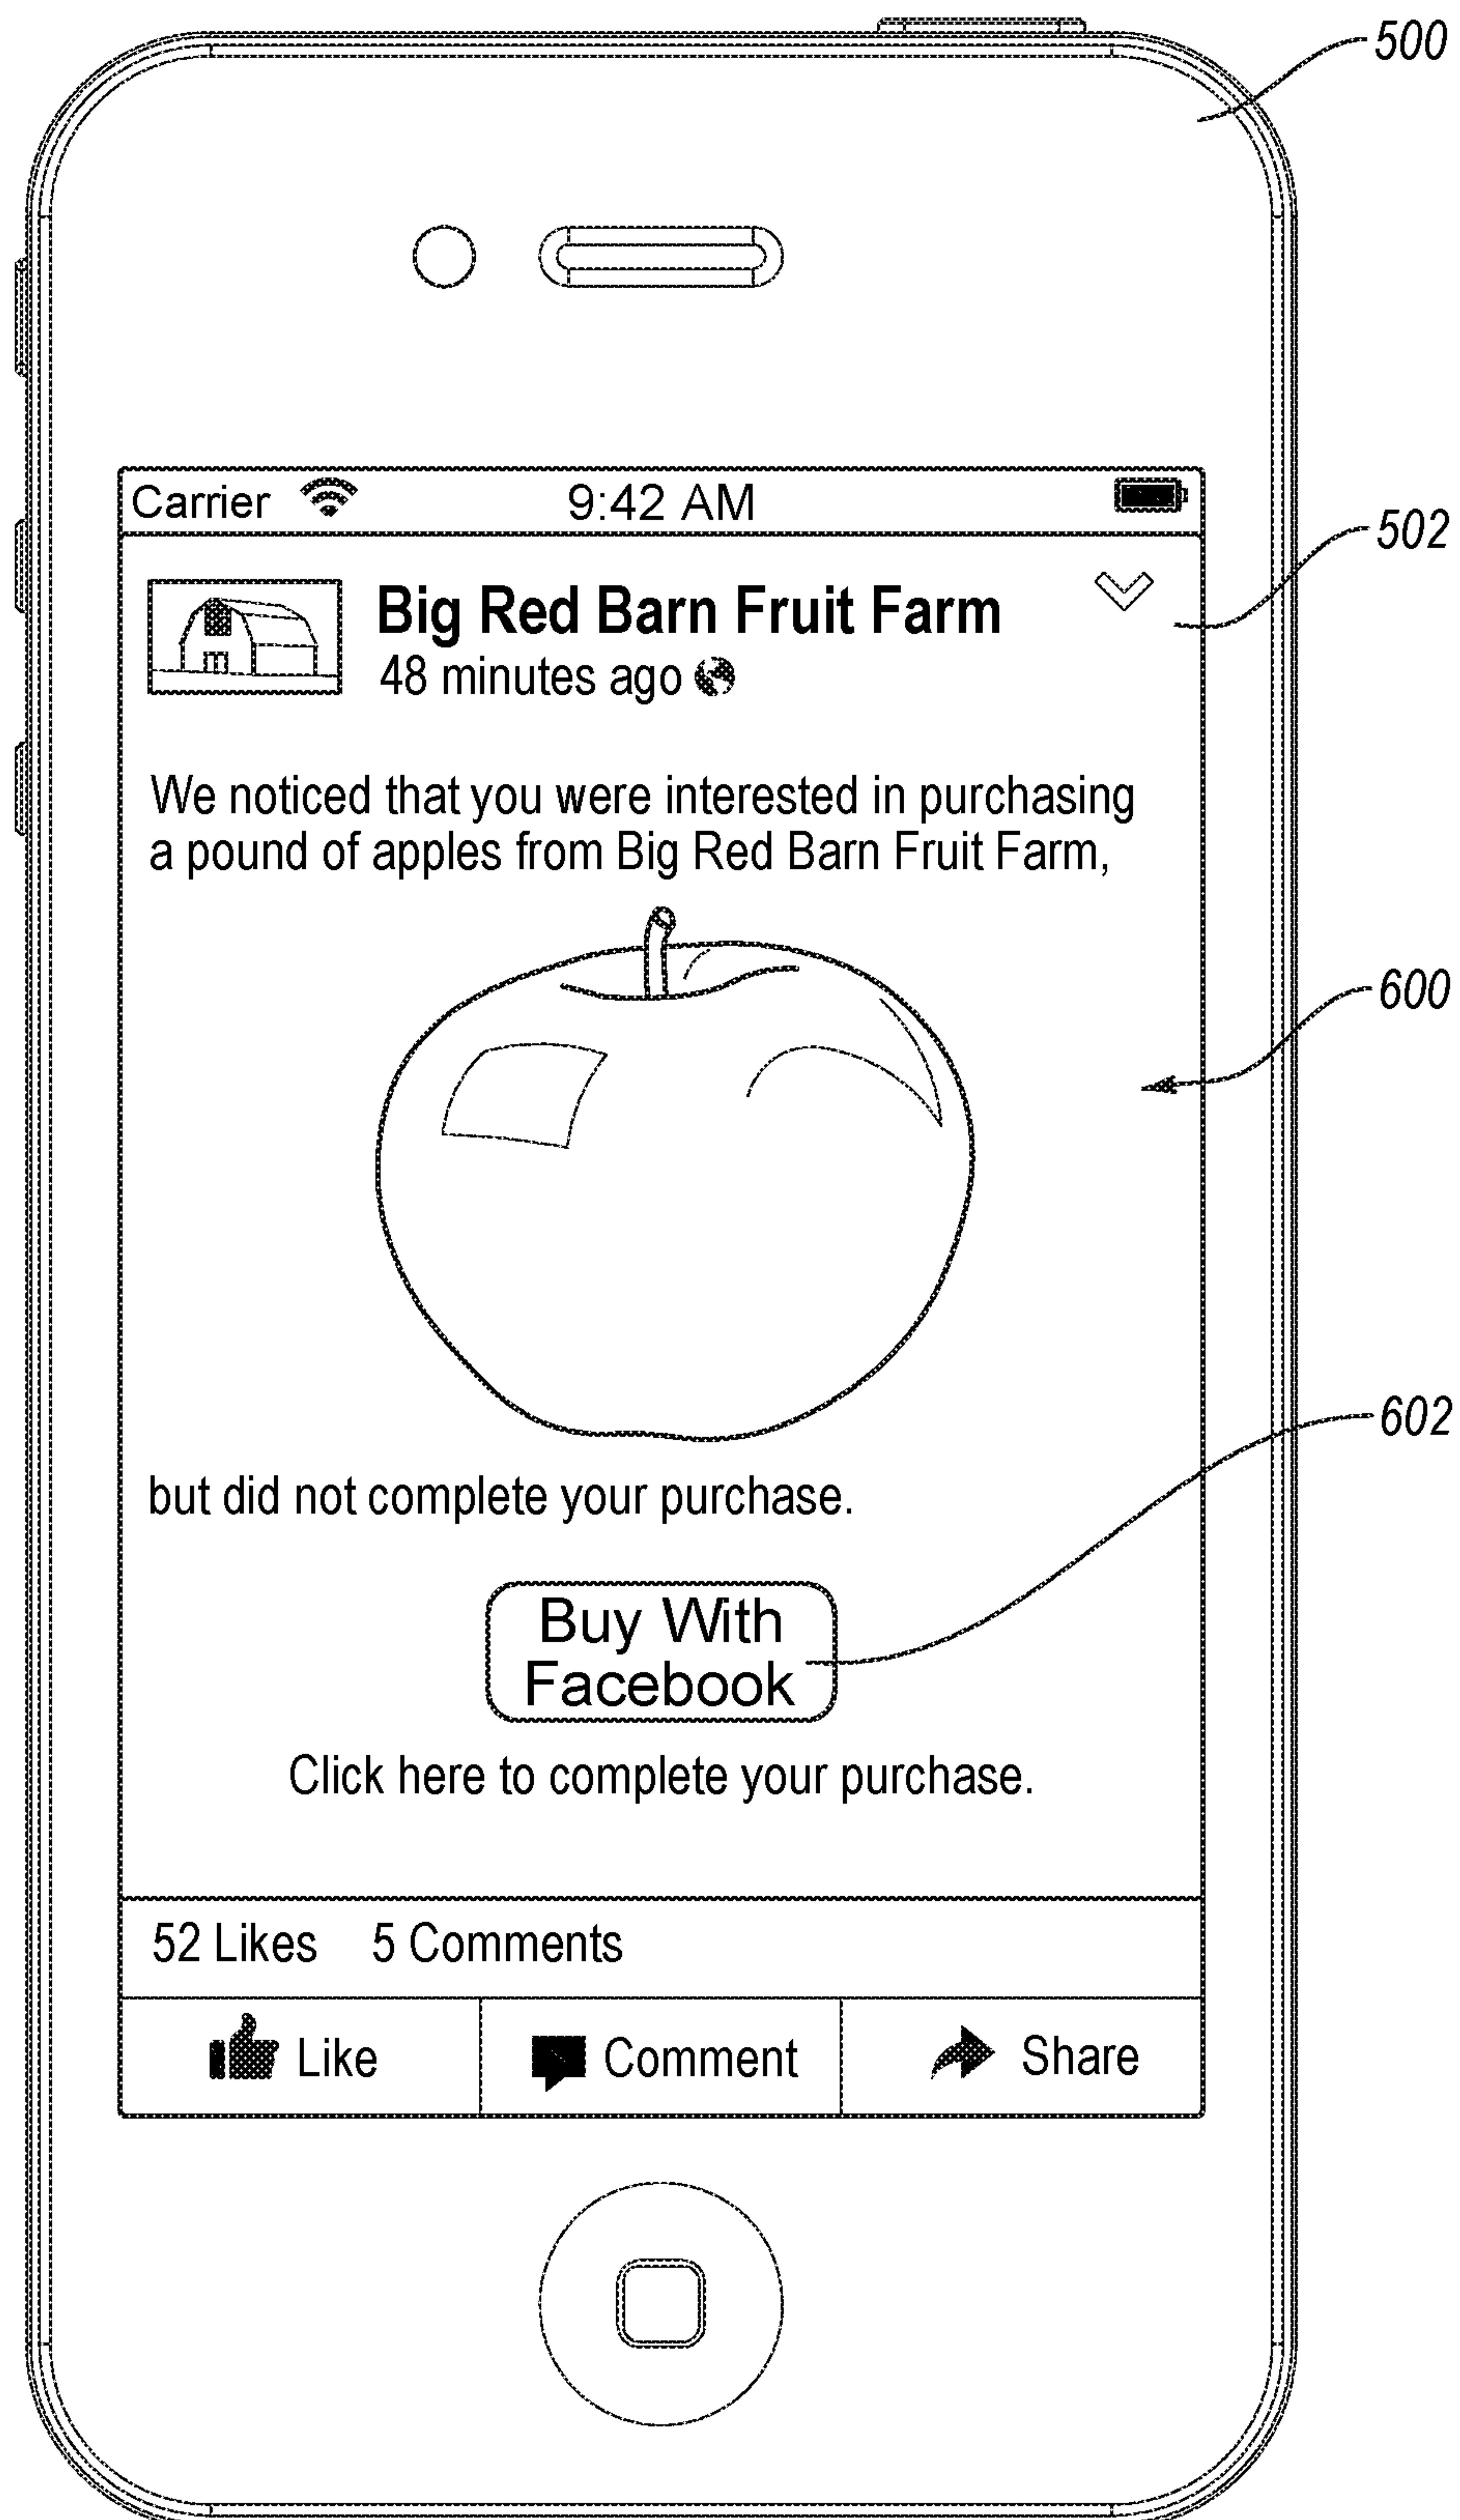 500
Carrier 9:42 AM
502
Big Red Barn Fruit Farm
48 minutes ago
We noticed that you were interested in purchasing
a pound of apples from Big Red Barn Fruit Farm,
600
602
but did not complete your purchase.
Buy With
Facebook
Click here to complete your purchase.
52 Likes 5 Comments
Like Comment Share